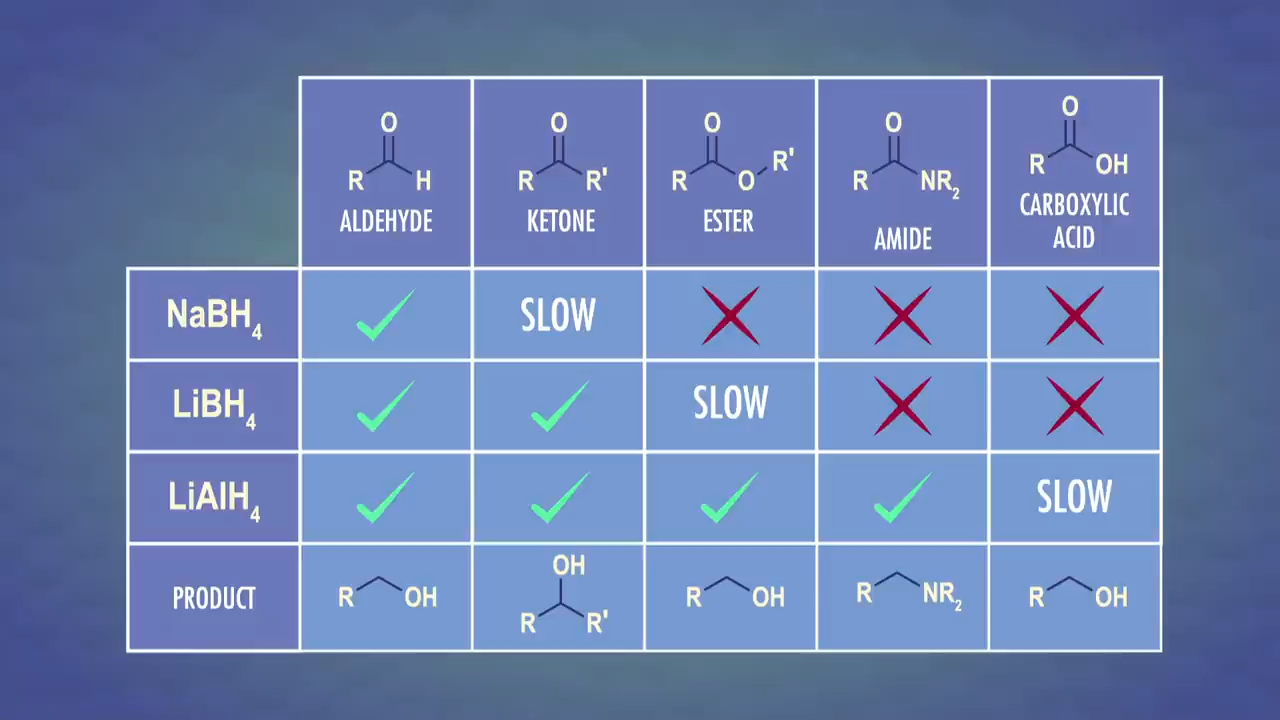 O O O O O
R H R R' R O R' R NR₂ R OH
ALDEHYDE KETONE ESTER AMIDE CARBOXYLIC
ACID
NaBH₄ SLOW
LiBH₄ SLOW
LiAlH₄ SLOW
OH
PRODUCT R OH R R' R OH R NR₂ R OH